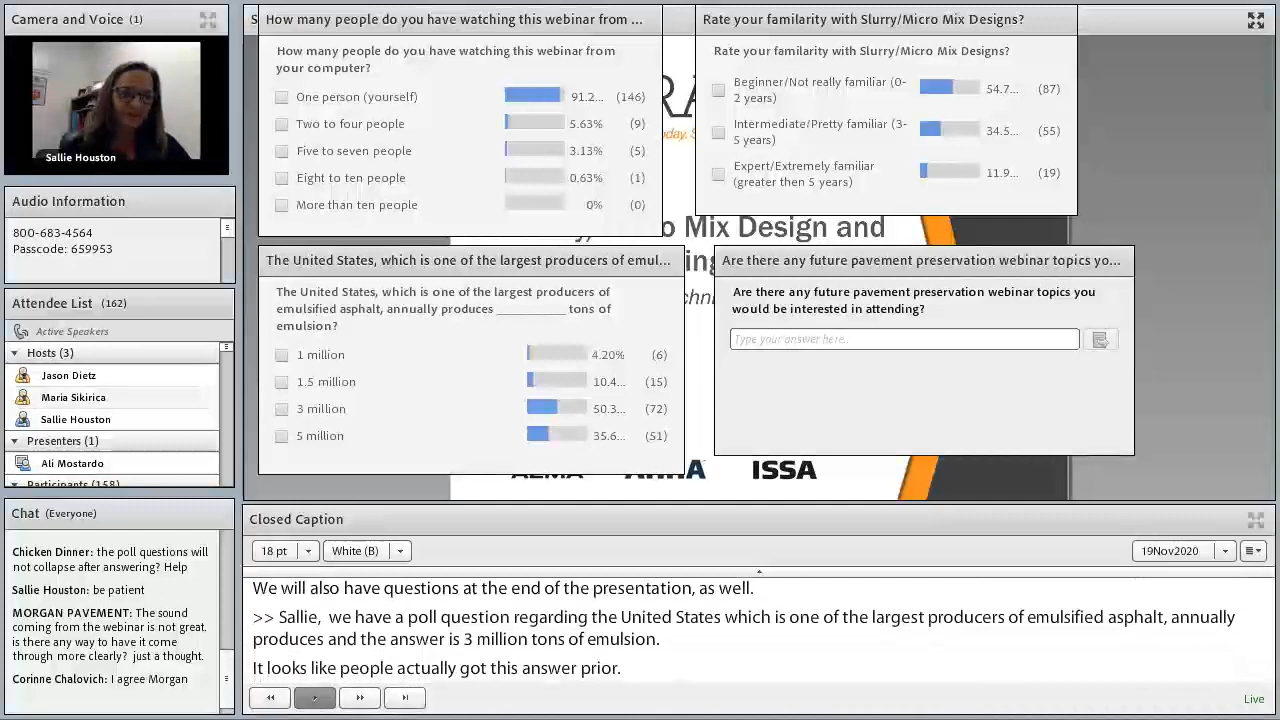 Camera and Voice (1)
Sallie Houston
Audio Information
800-683-4564
Passcode: 659953
Attendee List (162)
Active Speakers
Hosts (3)
Jason Dietz
Maria Sikirica
Sallie Houston
Presenters (1)
Ali Mostardo
Participants (158)
Chat (Everyone)
Chicken Dinner: the poll questions will
not collapse after answering? Help
Sallie Houston: be patient
MORGAN PAVEMENT: The sound
coming from the webinar is not great.
is there any way to have it come
through more clearly? just a thought.
Corinne Chalovich: I agree Morgan
How many people do you have watching this webinar from ...
How many people do you have watching this webinar from
your computer?
One person (yourself) 91.2... (146)
Two to four people 5.63% (9)
Five to seven people 3.13% (5)
Eight to ten people 0.63% (1)
More than ten people 0% (0)
Rate your familarity with Slurry/Micro Mix Designs?
Rate your familarity with Slurry/Micro Mix Designs?
Beginner/Not really familiar (0-
2 years) 54.7... (87)
Intermediate/Pretty familiar (3-
5 years) 34.5... (55)
Expert/Extremely familiar
(greater then 5 years) 11.9... (19)
Mix Design and
The United States, which is one of the largest producers of emul...
The United States, which is one of the largest producers of
emulsified asphalt, annually produces ___________ tons of
emulsion?
1 million 4.20% (6)
1.5 million 10.4... (15)
3 million 50.3... (72)
5 million 35.6... (51)
Are there any future pavement preservation webinar topics yo...
Are there any future pavement preservation webinar topics you
would be interested in attending?
Type your answer here..
ISSA
Closed Caption
18 pt White (B) 19Nov2020
We will also have questions at the end of the presentation, as well.
>> Sallie, we have a poll question regarding the United States which is one of the largest producers of emulsified asphalt, annually
produces and the answer is 3 million tons of emulsion.
It looks like people actually got this answer prior.
Live